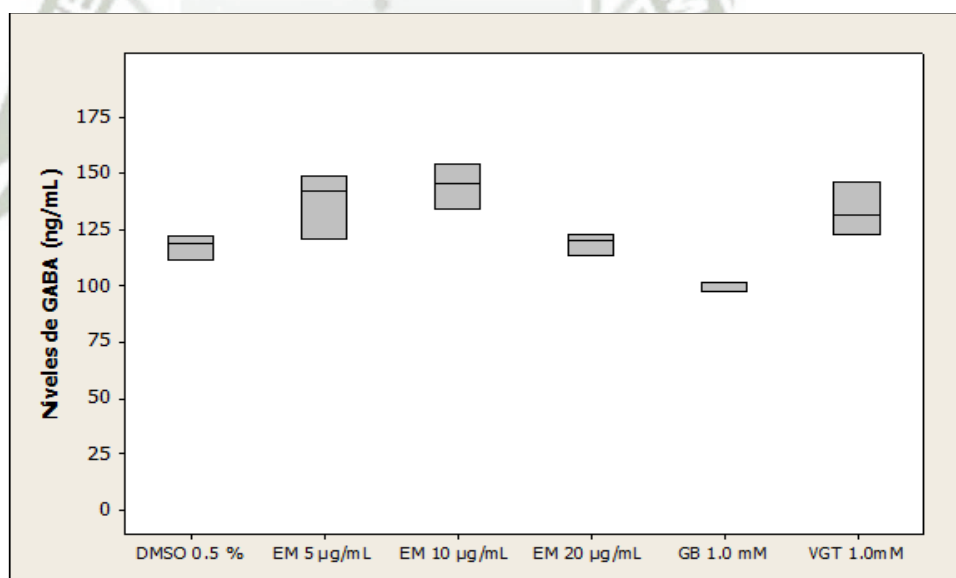 Niveles de GABA (ng/mL)
175
150
125
100
75
50
25
0
DMSO 0.5 %
EM 5 µg/mL
EM 10 µg/mL
EM 20 µg/mL
GB 1.0 mM
VGT 1.0mM